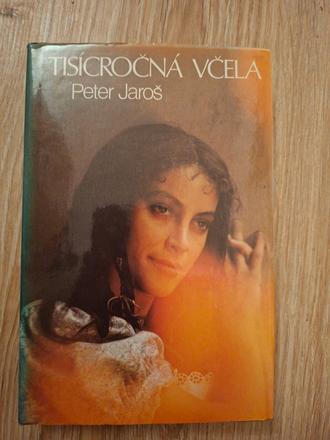 TISÍCROČNÁ VČELA
Peter Jaroš